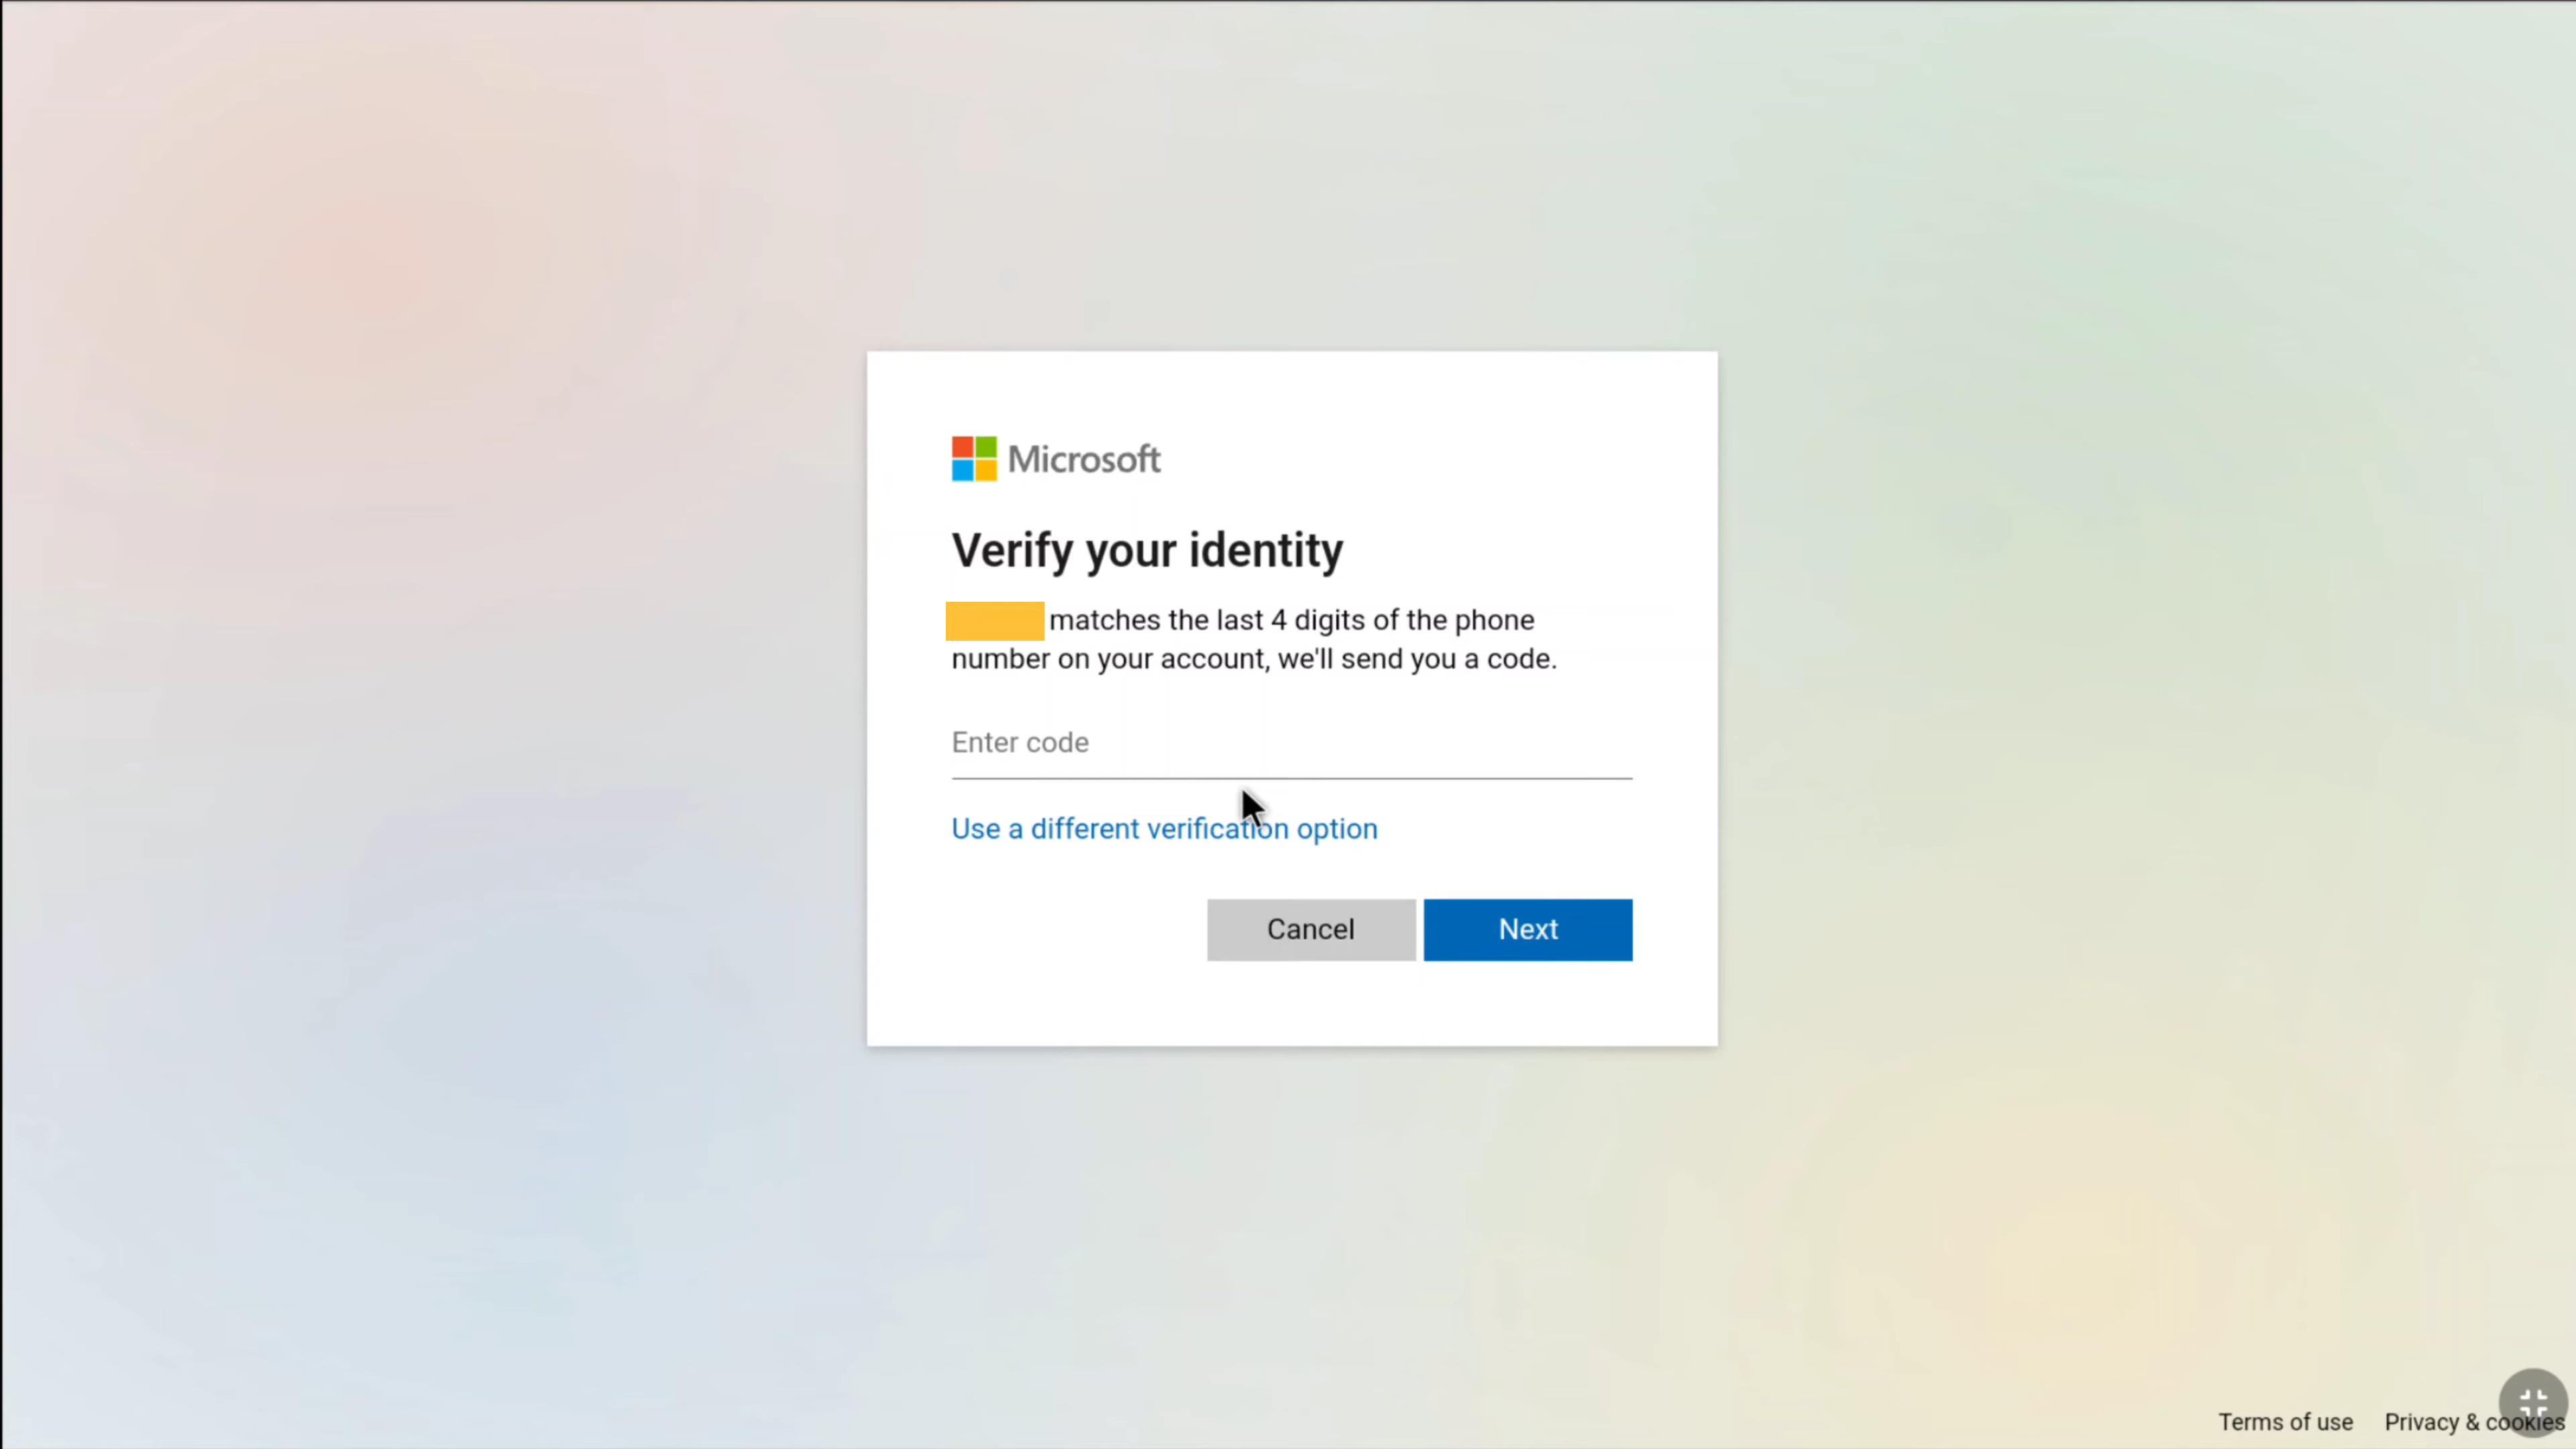 Microsoft
Verify your identity
matches the last 4 digits of the phone
number on your account, we'll send you a code.
Enter code
Use a different verification option
Cancel
Next
Terms of use
Privacy & cookies